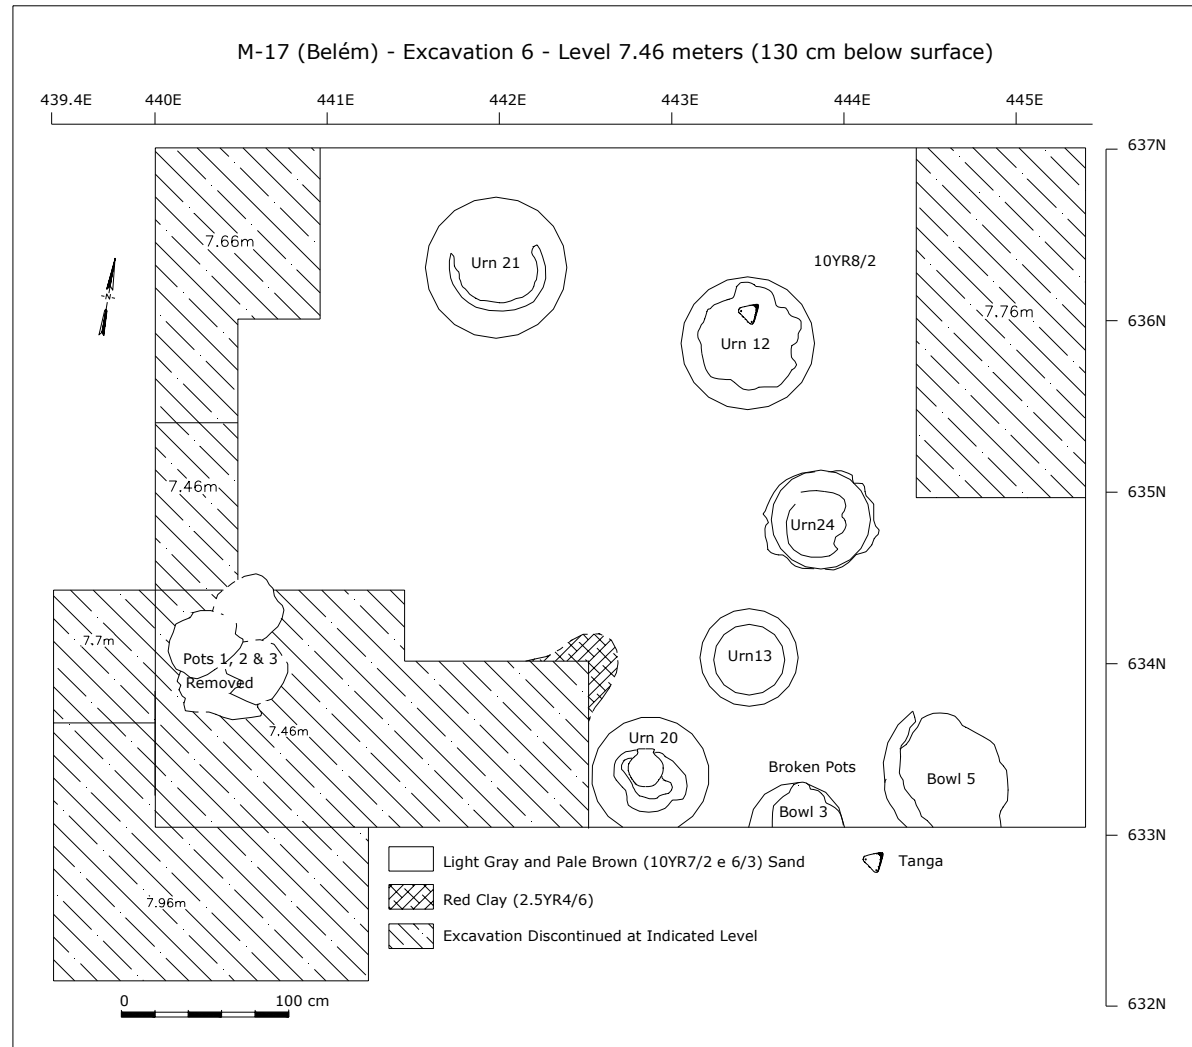 M-17 (Belém) - Excavation 6 - Level 7.46 meters (130 cm below surface)
439.4E 440E 441E 442E 443E 444E 445E
637N
7.66m
Urn 21
10YR8/2
-N-
7.76m
636N
Urn 12
7.46m
635N
Urn24
7.7m
Pots 1, 2 & 3
Removed
Urn13
634N
7.46m
Urn 20
Broken Pots
Bowl 5
Bowl 3
633N
Light Gray and Pale Brown (10YR7/2 e 6/3) Sand
Tanga
Red Clay (2.5YR4/6)
7.96m
Excavation Discontinued at Indicated Level
0 100 cm
632N